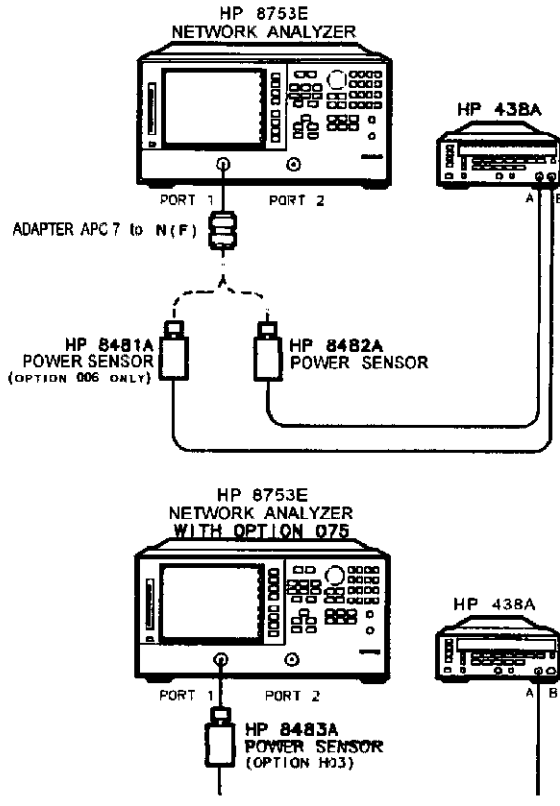 HP 8753E
NETWORK ANALYZER
HP 438A
PORT 1
PORT 2
A B
ADAPTER APC 7 to N(F)
HP 8481A
POWER SENSOR
(OPTION 006 ONLY)
HP 8482A
POWER SENSOR
HP 8753E
NETWORK ANALYZER
WITH OPTION 075
HP 438A
PORT 1
PORT 2
A B
HP 8483A
POWER SENSOR
(OPTION H03)